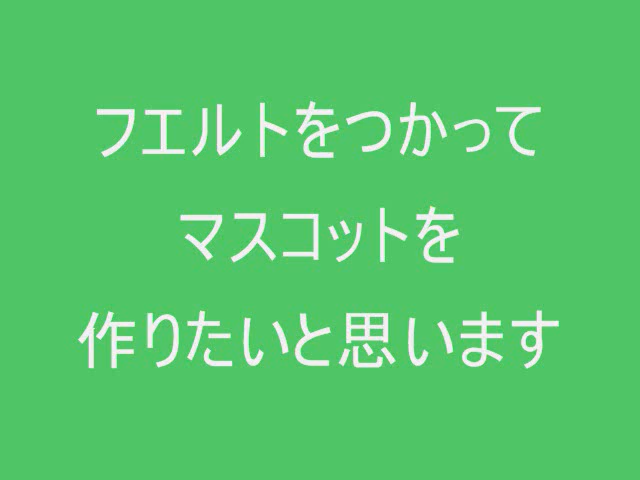 フエルトをつかって
マスコットを
作りたいと思います